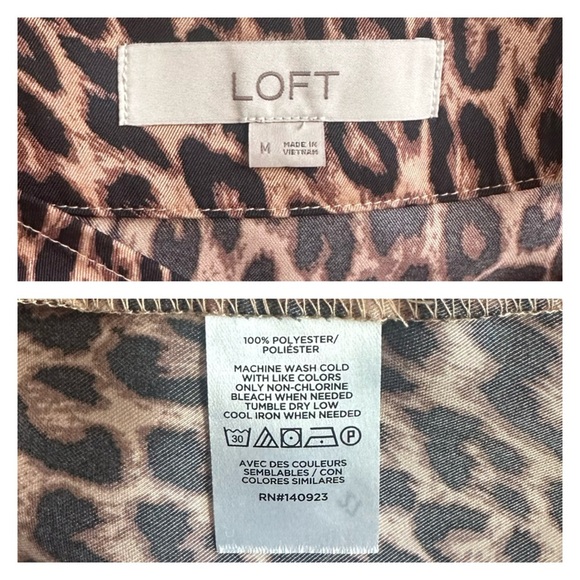 LOFT
M
MADE IN
VIETNAM
100% POLYESTER/
POLIÉSTER
MACHINE WASH COLD
WITH LIKE COLORS
ONLY NON-CHLORINE
BLEACH WHEN NEEDED
TUMBLE DRY LOW
COOL IRON WHEN NEEDED
30 P
AVEC DES COULEURS
SEMBLABLES / CON
COLORES SIMILARES
RN#140923